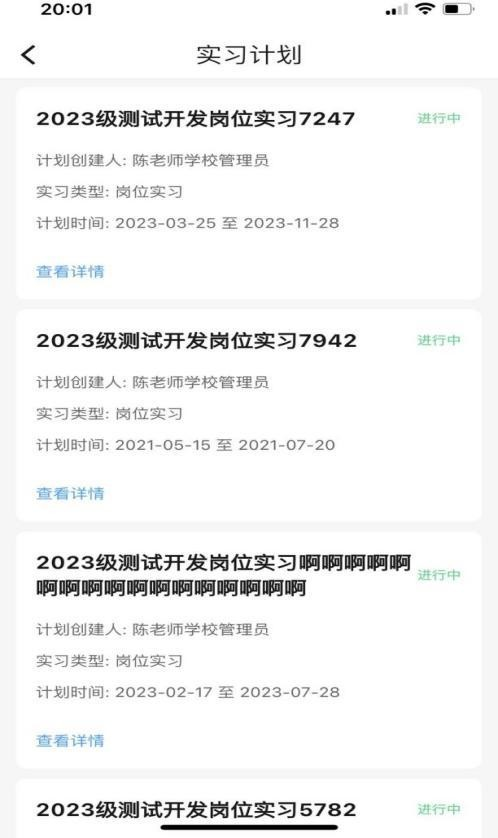 20:01
实习计划
2023级测试开发岗位实习7247
进行中
计划创建人: 陈老师学校管理员
实习类型: 岗位实习
计划时间: 2023-03-25 至 2023-11-28
查看详情
2023级测试开发岗位实习7942
进行中
计划创建人: 陈老师学校管理员
实习类型: 岗位实习
计划时间: 2021-05-15 至 2021-07-20
查看详情
2023级测试开发岗位实习啊啊啊啊啊
啊啊啊啊啊啊啊啊啊啊啊啊
进行中
计划创建人: 陈老师学校管理员
实习类型: 岗位实习
计划时间: 2023-02-17 至 2023-07-28
查看详情
2023级测试开发岗位实习5782
进行中